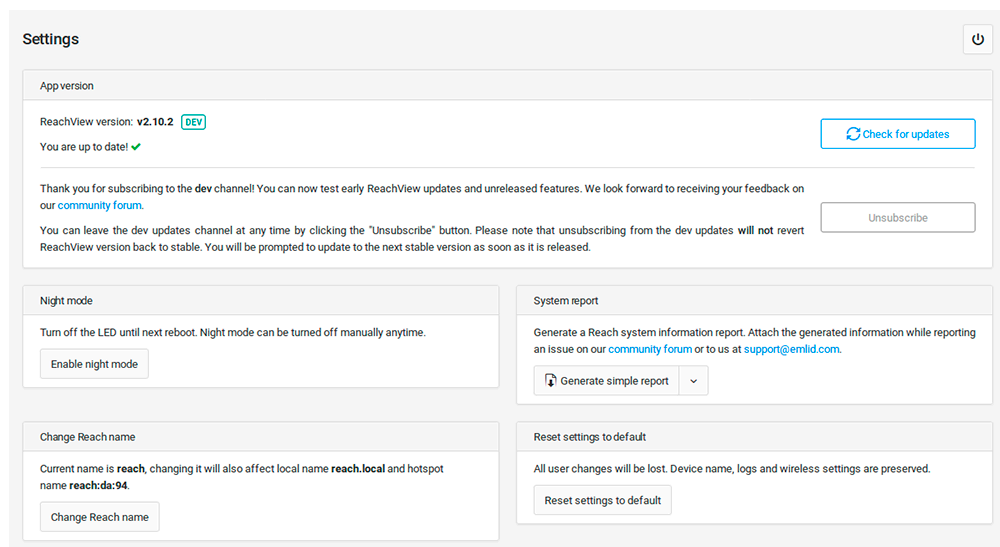 Settings
App version
ReachView version: v2.10.2 DEV
You are up to date!
Check for updates
Thank you for subscribing to the dev channel! You can now test early ReachView updates and unreleased features. We look forward to receiving your feedback on
our community forum.
You can leave the dev updates channel at any time by clicking the "Unsubscribe" button. Please note that unsubscribing from the dev updates will not revert
ReachView version back to stable. You will be prompted to update to the next stable version as soon as it is released.
Unsubscribe
Night mode
Turn off the LED until next reboot. Night mode can be turned off manually anytime.
Enable night mode
System report
Generate a Reach system information report. Attach the generated information while reporting
an issue on our community forum or to us at support@emlid.com.
Generate simple report
Change Reach name
Current name is reach, changing it will also affect local name reach.local and hotspot
name reach:da:94.
Change Reach name
Reset settings to default
All user changes will be lost. Device name, logs and wireless settings are preserved.
Reset settings to default